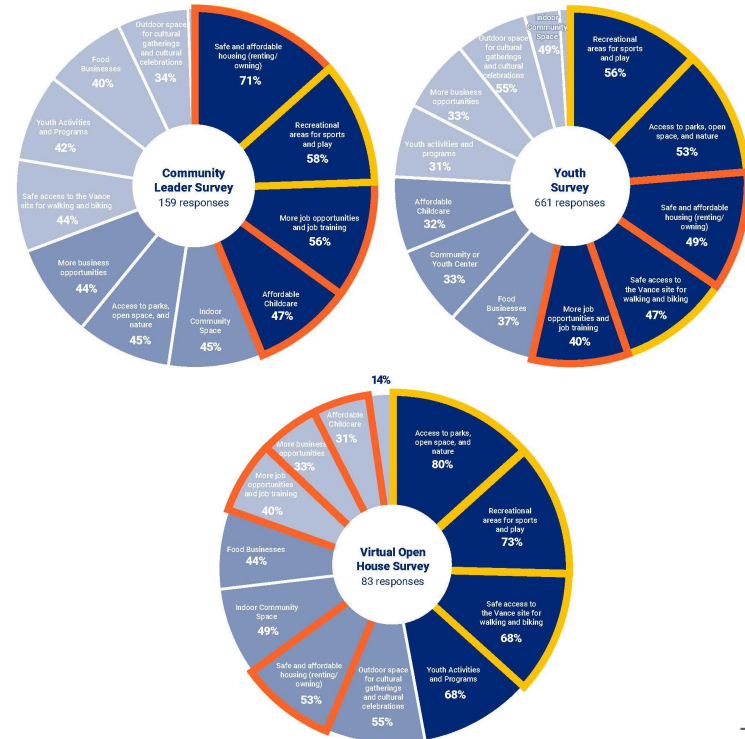 Safe and affordable
housing (renting/
owning)
71%
Recreational
areas for sports
and play
58%
More job opportunities
and job training
56%
Affordable
Childcare
47%
Indoor
Community
Space
45%
Access to parks,
open space, and
nature
45%
More business
opportunities
44%
Safe access to the Vance
site for walking and biking
44%
Youth Activities
and Programs
42%
Food
Businesses
40%
Outdoor space
for cultural
gatherings
and cultural
celebrations
34%
Community
Leader Survey
159 responses
Recreational
areas for sports
and play
56%
Access to parks,
open space, and
nature
53%
Safe and affordable
housing (renting/
owning)
49%
Safe access to
the Vance site for
walking and biking
47%
More job
opportunities and
job training
40%
Food
Businesses
37%
Community or
Youth Center
33%
Affordable
Childcare
32%
Youth activities and
programs
31%
More business
opportunities
33%
Outdoor space
for cultural
gatherings
and cultural
celebrations
55%
Indoor
Community
Space
49%
Youth
Survey
661 responses
14%
Access to parks,
open space, and
nature
80%
Recreational
areas for sports
and play
73%
Safe access to
the Vance site for
walking and biking
68%
Youth Activities
and Programs
68%
Outdoor space
for cultural
gatherings
and cultural
celebrations
55%
Safe and affordable
housing (renting/
owning)
53%
Indoor Community
Space
49%
Food Businesses
44%
More job
opportunities
and job training
40%
More business
opportunities
33%
Affordable
Childcare
31%
Virtual Open
House Survey
83 responses